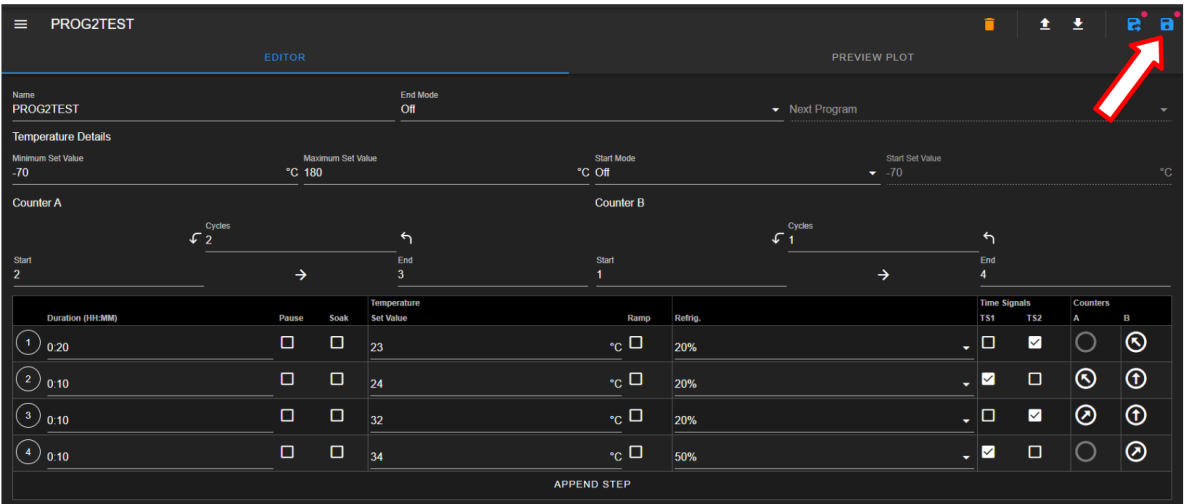 PROG2TEST
EDITOR PREVIEW PLOT
Name End Mode
PROG2TEST Off Next Program
Temperature Details
Minimum Set Value Maximum Set Value Start Mode Start Set Value
-70 °C 180 °C Off -70 °C
Counter A Counter B
Cycles Cycles
2 1
Start End Start End
2 3 1 4
Temperature Time Signals Counters
Duration (HH:MM) Pause Soak Set Value Ramp Refrig. TS1 TS2 A B
1 0:20 23 °C 20%
2 0:10 24 °C 20%
3 0:10 32 °C 20%
4 0:10 34 °C 50%
APPEND STEP